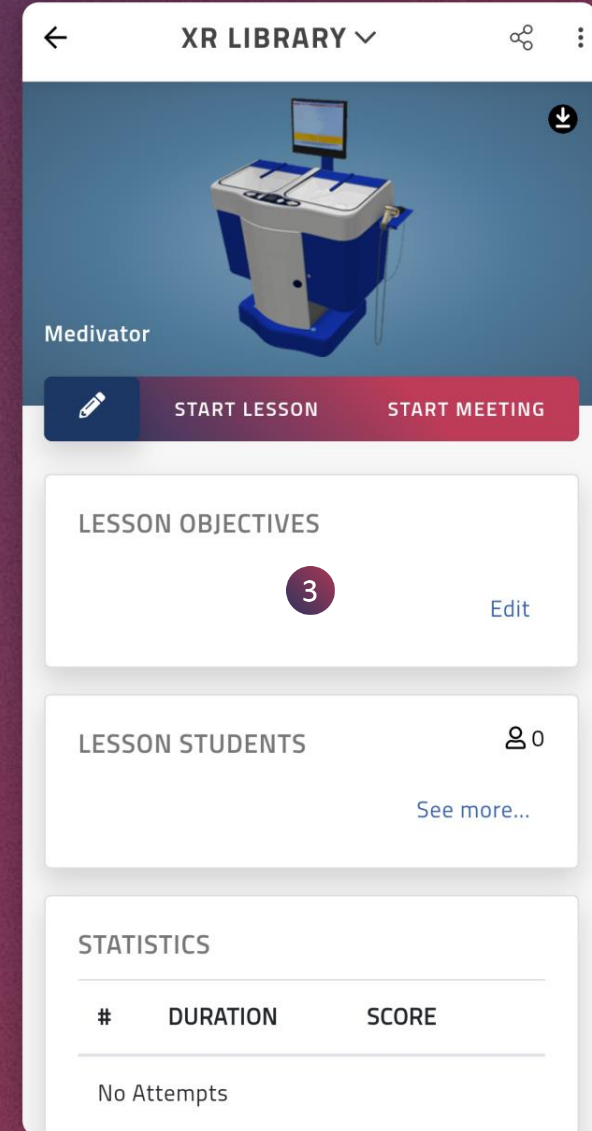 XR LIBRARY
Medivator
START LESSON START MEETING
LESSON OBJECTIVES
3
Edit
LESSON STUDENTS 0
See more...
STATISTICS
# DURATION SCORE
No Attempts